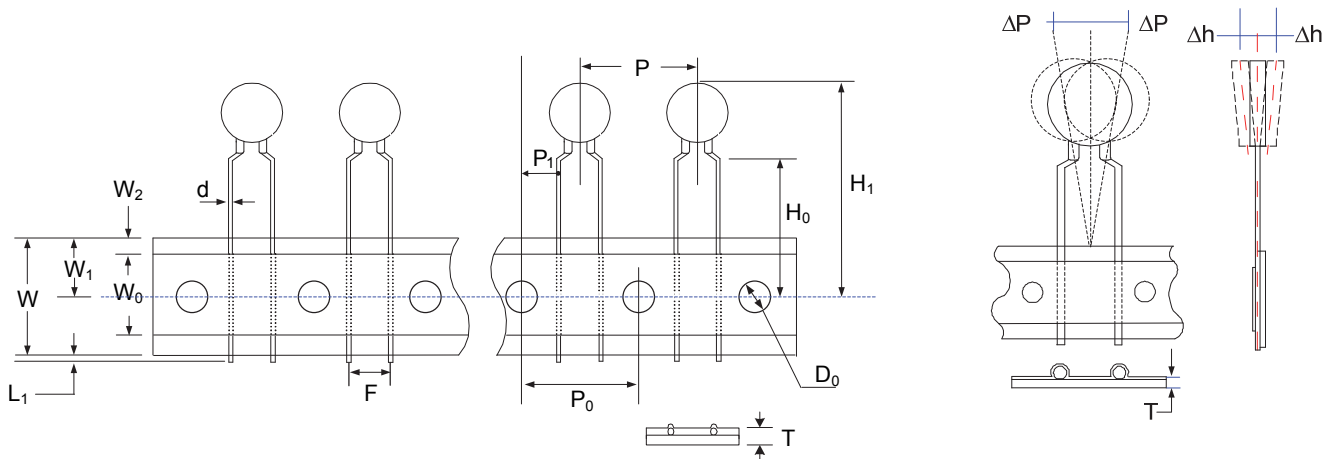 ΔP ΔP
Δh Δh
P
P₁
H₁
H₀
W₂ d
W₁
W W₀
L₁ F
P₀ D₀
T
T